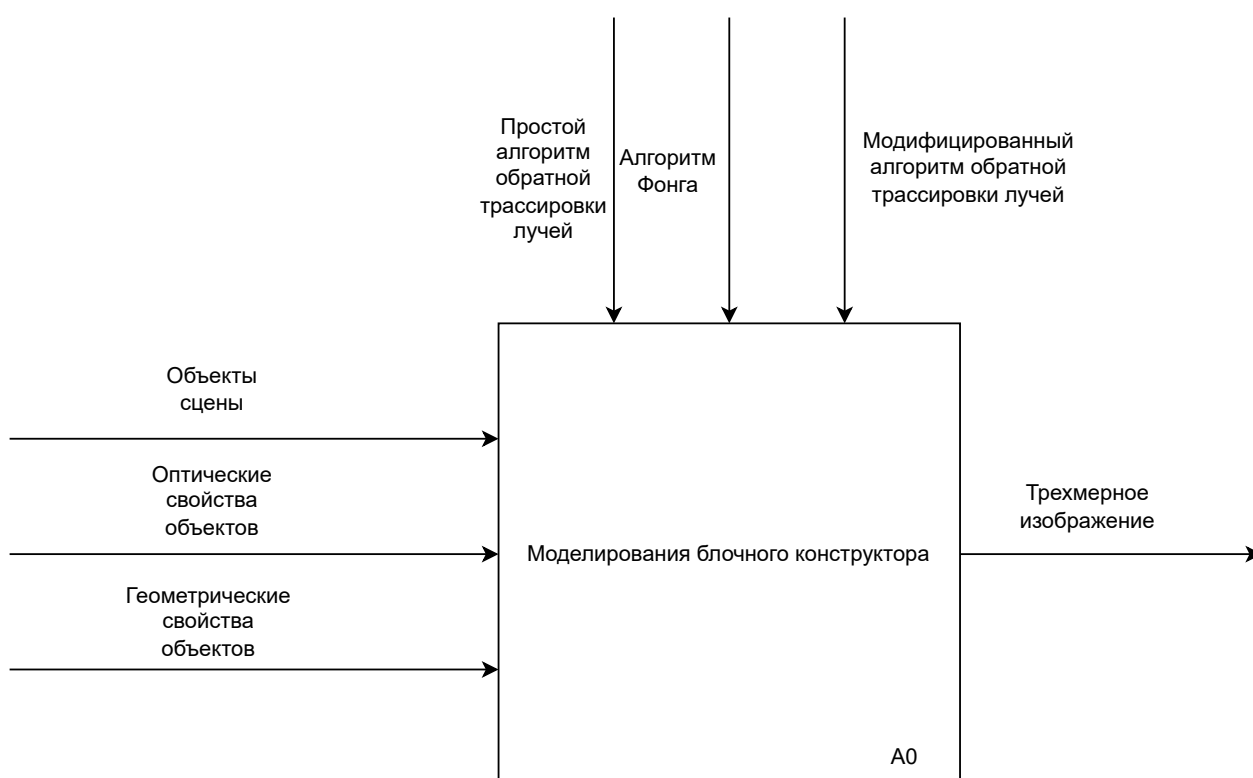 Простой
алгоритм
обратной
трассировки
лучей
Алгоритм
Фонга
Модифицированный
алгоритм обратной
трассировки лучей
Объекты
сцены
Оптические
свойства
объектов
Геометрические
свойства
объектов
Моделирования блочного конструктора
Трехмерное
изображение
A0